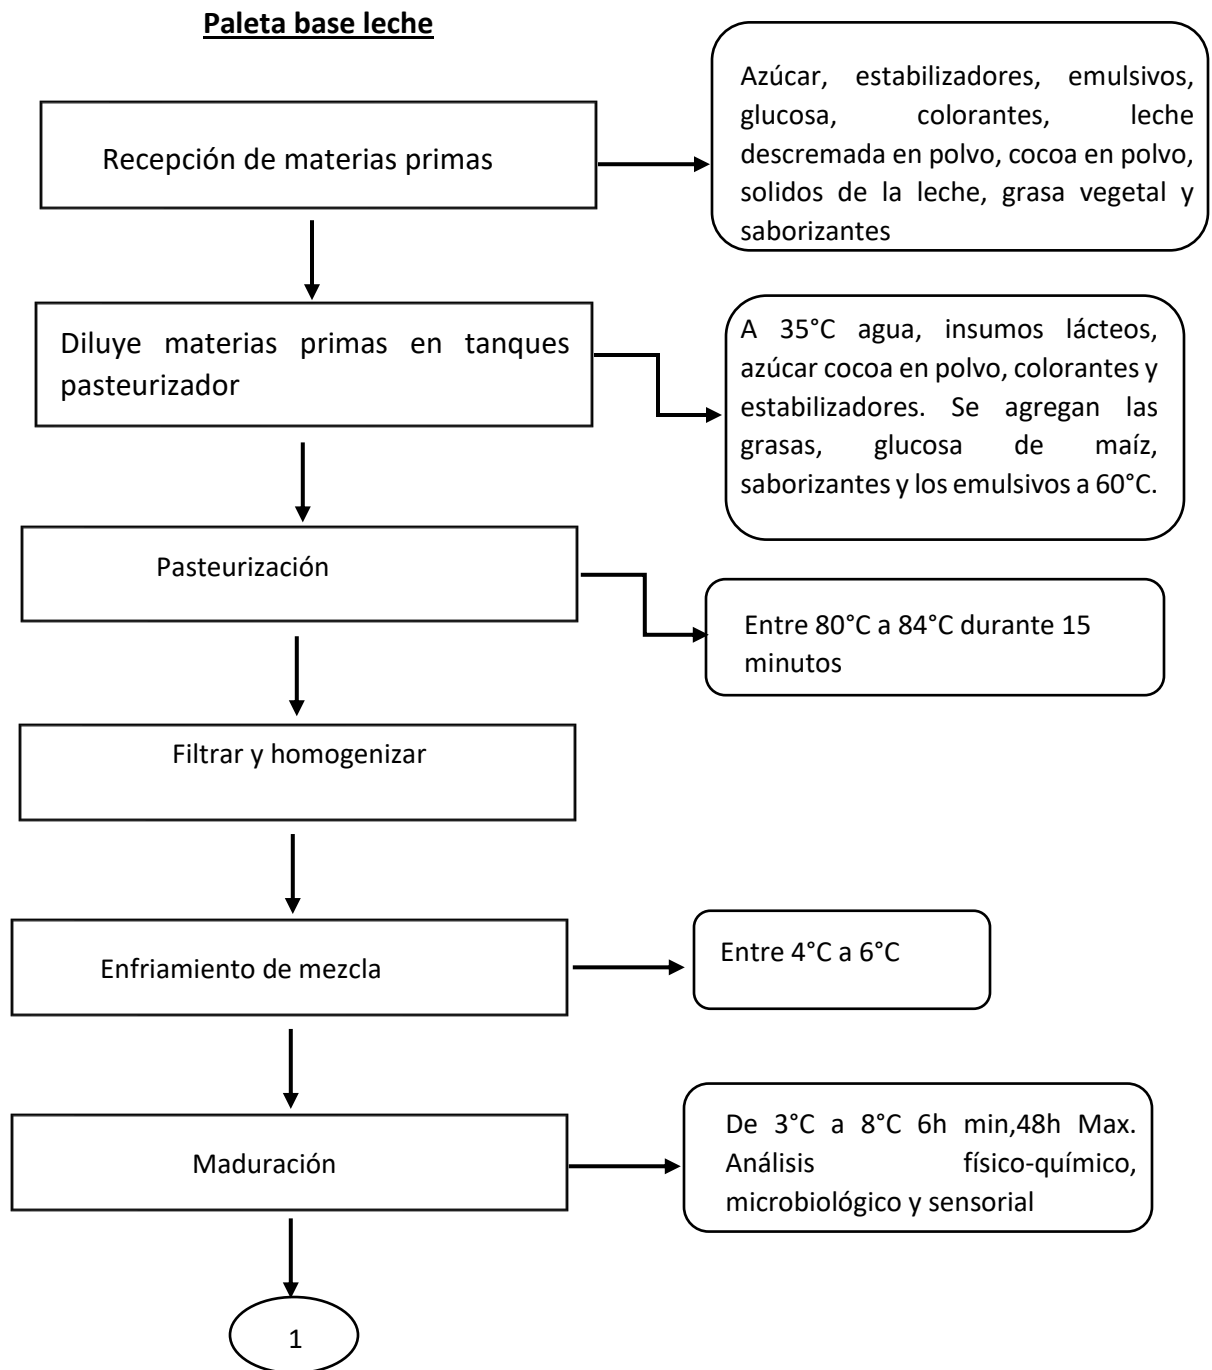 Paleta base leche
Recepción de materias primas
Azúcar, estabilizadores, emulsivos,
glucosa, colorantes, leche
descremada en polvo, cocoa en polvo,
solidos de la leche, grasa vegetal y
saborizantes
Diluye materias primas en tanques
pasteurizador
A 35°C agua, insumos lácteos,
azúcar cocoa en polvo, colorantes y
estabilizadores. Se agregan las
grasas, glucosa de maíz,
saborizantes y los emulsivos a 60°C.
Pasteurización
Entre 80°C a 84°C durante 15
minutos
Filtrar y homogenizar
Enfriamiento de mezcla
Entre 4°C a 6°C
Maduración
De 3°C a 8°C 6h min,48h Max.
Análisis físico-químico,
microbiológico y sensorial
1